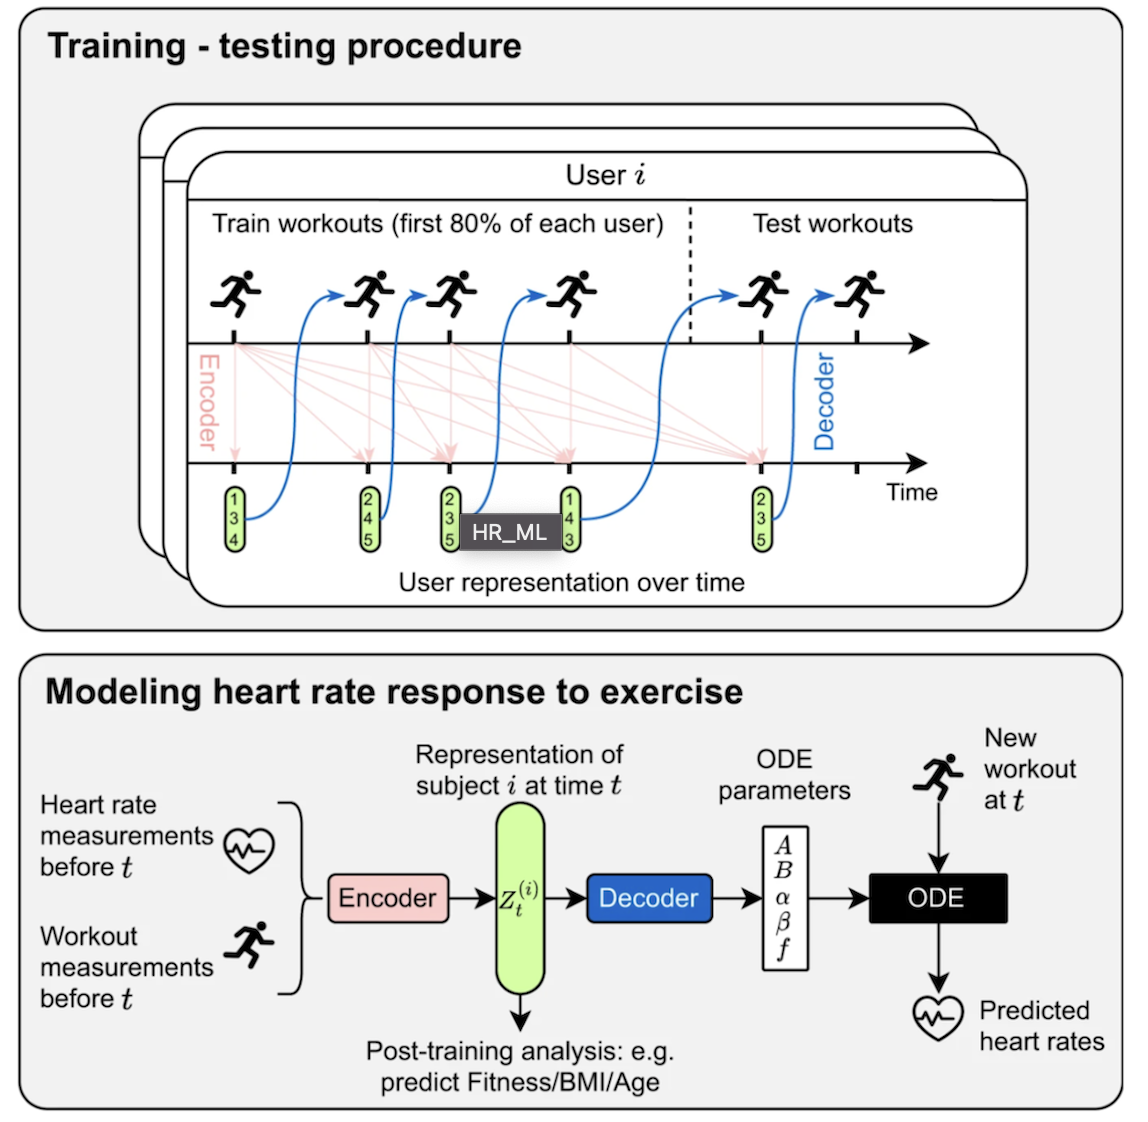 Training - testing procedure
User i
Train workouts (first 80% of each user)
Test workouts
Encoder
Decoder
Time
1
3
4
2
4
5
2
3
5
HR_ML
1
4
3
2
3
5
User representation over time
Modeling heart rate response to exercise
Heart rate
measurements
before t
Workout
measurements
before t
Encoder
Representation of
subject i at time t
Z_t^{(i)}
Post-training analysis: e.g.
predict Fitness/BMI/Age
Decoder
ODE
parameters
A
B
α
β
f
New
workout
at t
ODE
Predicted
heart rates